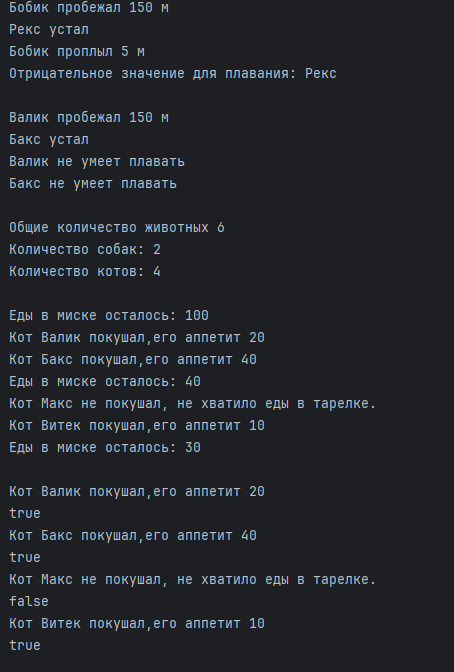 Бобик пробежал 150 м
Рекс устал
Бобик проплыл 5 м
Отрицательное значение для плавания: Рекс
Валик пробежал 150 м
Бакс устал
Валик не умеет плавать
Бакс не умеет плавать
Общие количество животных 6
Количество собак: 2
Количество котов: 4
Еды в миске осталось: 100
Кот Валик покушал,его аппетит 20
Кот Бакс покушал,его аппетит 40
Еды в миске осталось: 40
Кот Макс не покушал, не хватило еды в тарелке.
Кот Витек покушал,его аппетит 10
Еды в миске осталось: 30
Кот Валик покушал,его аппетит 20
true
Кот Бакс покушал,его аппетит 40
true
Кот Макс не покушал, не хватило еды в тарелке.
false
Кот Витек покушал,его аппетит 10
true